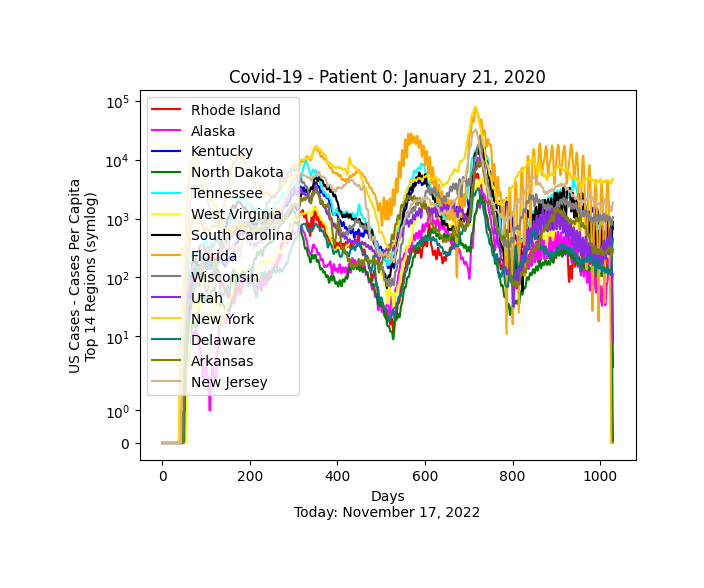 Covid-19 - Patient 0: January 21, 2020
US Cases - Cases Per Capita
Top 14 Regions (symlog)
10^5
10^4
10^3
10^2
10^1
10^0
0
Rhode Island
Alaska
Kentucky
North Dakota
Tennessee
West Virginia
South Carolina
Florida
Wisconsin
Utah
New York
Delaware
Arkansas
New Jersey
0 200 400 600 800 1000
Days
Today: November 17, 2022